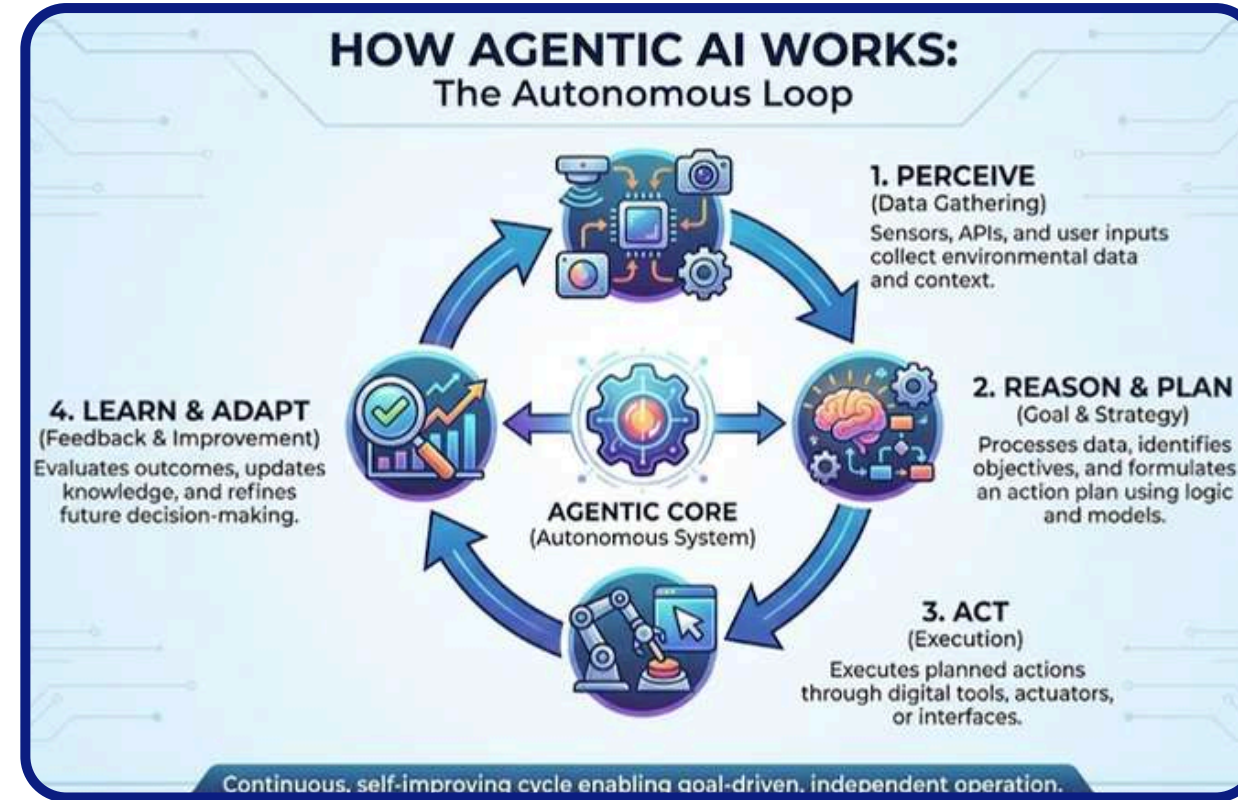 HOW AGENTIC AI WORKS:
The Autonomous Loop
1. PERCEIVE
(Data Gathering)
Sensors, APIs, and user inputs
collect environmental data
and context.
2. REASON & PLAN
(Goal & Strategy)
Processes data, identifies
objectives, and formulates
an action plan using logic
and models.
3. ACT
(Execution)
Executes planned actions
through digital tools, actuators,
or interfaces.
4. LEARN & ADAPT
(Feedback & Improvement)
Evaluates outcomes, updates
knowledge, and refines
future decision-making.
AGENTIC CORE
(Autonomous System)
Continuous, self-improving cycle enabling goal-driven, independent operation.